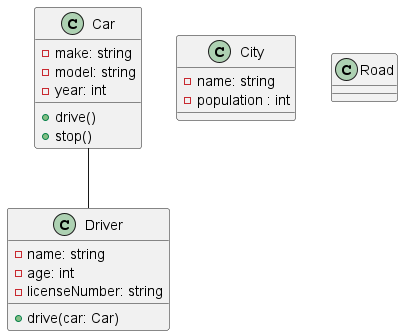 C Car
make: string
model: string
year: int
drive()
stop()
C City
name: string
population : int
C Road
C Driver
name: string
age: int
licenseNumber: string
drive(car: Car)